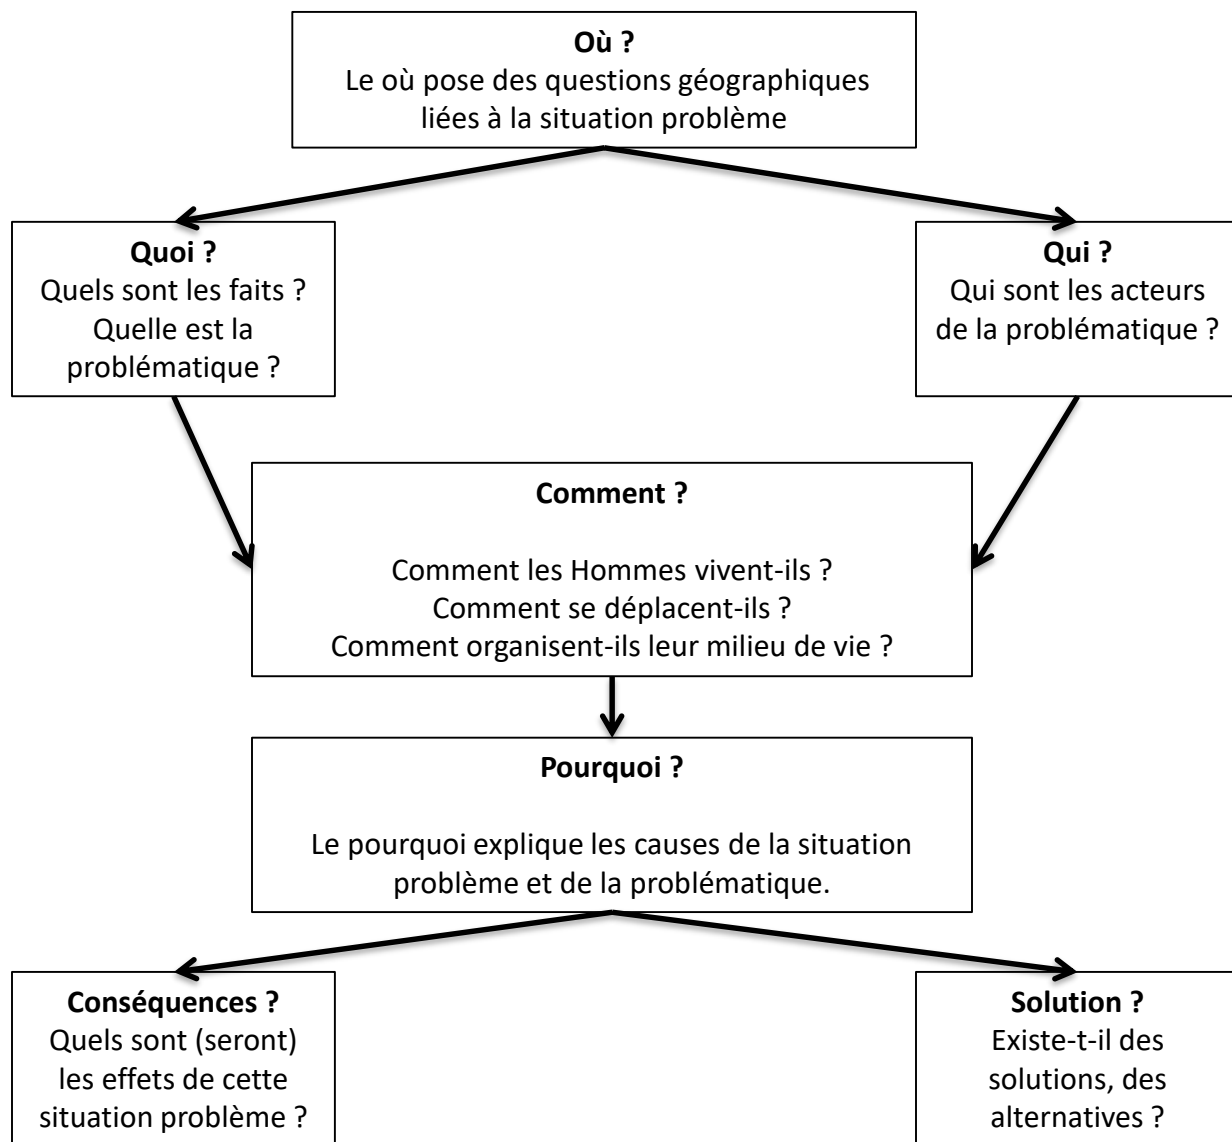 Où ?
Le où pose des questions géographiques
liées à la situation problème
Quoi ?
Quels sont les faits ?
Quelle est la
problématique ?
Qui ?
Qui sont les acteurs
de la problématique ?
Comment ?
Comment les Hommes vivent-ils ?
Comment se déplacent-ils ?
Comment organisent-ils leur milieu de vie ?
Pourquoi ?
Le pourquoi explique les causes de la situation
problème et de la problématique.
Conséquences ?
Quels sont (seront)
les effets de cette
situation problème ?
Solution ?
Existe-t-il des
solutions, des
alternatives ?